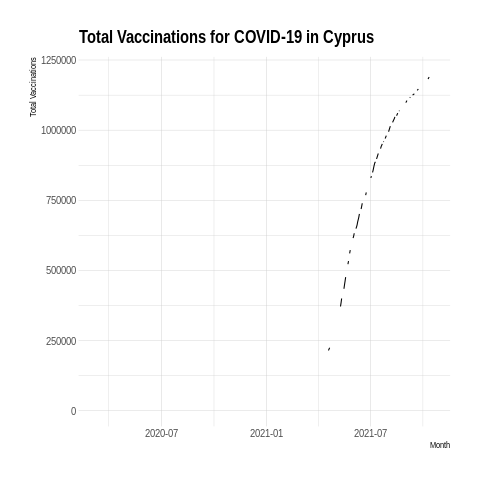 Total Vaccinations for COVID-19 in Cyprus
Total Vaccinations
1250000
1000000
750000
500000
250000
0
2020-07 2021-01 2021-07
Month